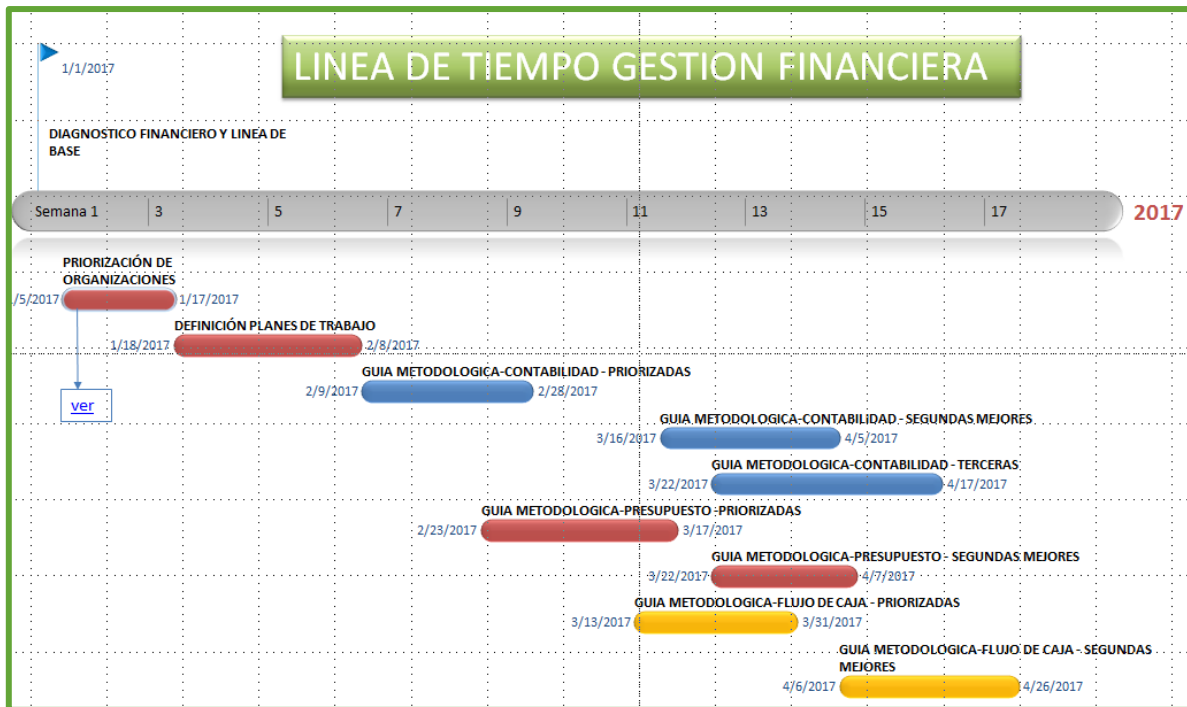 LINEA DE TIEMPO GESTION FINANCIERA
1/1/2017
DIAGNOSTICO FINANCIERO Y LINEA DE
BASE
Semana 1 3 5 7 9 11 13 15 17 2017
PRIORIZACIÓN DE
ORGANIZACIONES
/5/2017 1/17/2017
DEFINICIÓN PLANES DE TRABAJO
1/18/2017 2/8/2017
GUIA METODOLOGICA-CONTABILIDAD - PRIORIZADAS
2/9/2017 2/28/2017
ver
GUIA METODOLOGICA-CONTABILIDAD - SEGUNDAS MEJORES
3/16/2017 4/5/2017
GUIA METODOLOGICA-CONTABILIDAD - TERCERAS
3/22/2017 4/17/2017
GUIA METODOLOGICA-PRESUPUESTO -PRIORIZADAS
2/23/2017 3/17/2017
GUIA METODOLOGICA-PRESUPUESTO - SEGUNDAS MEJORES
3/22/2017 4/7/2017
GUIA METODOLOGICA-FLUJO DE CAJA - PRIORIZADAS
3/13/2017 3/31/2017
GUIA METODOLOGICA-FLUJO DE CAJA - SEGUNDAS
MEJORES
4/6/2017 4/26/2017